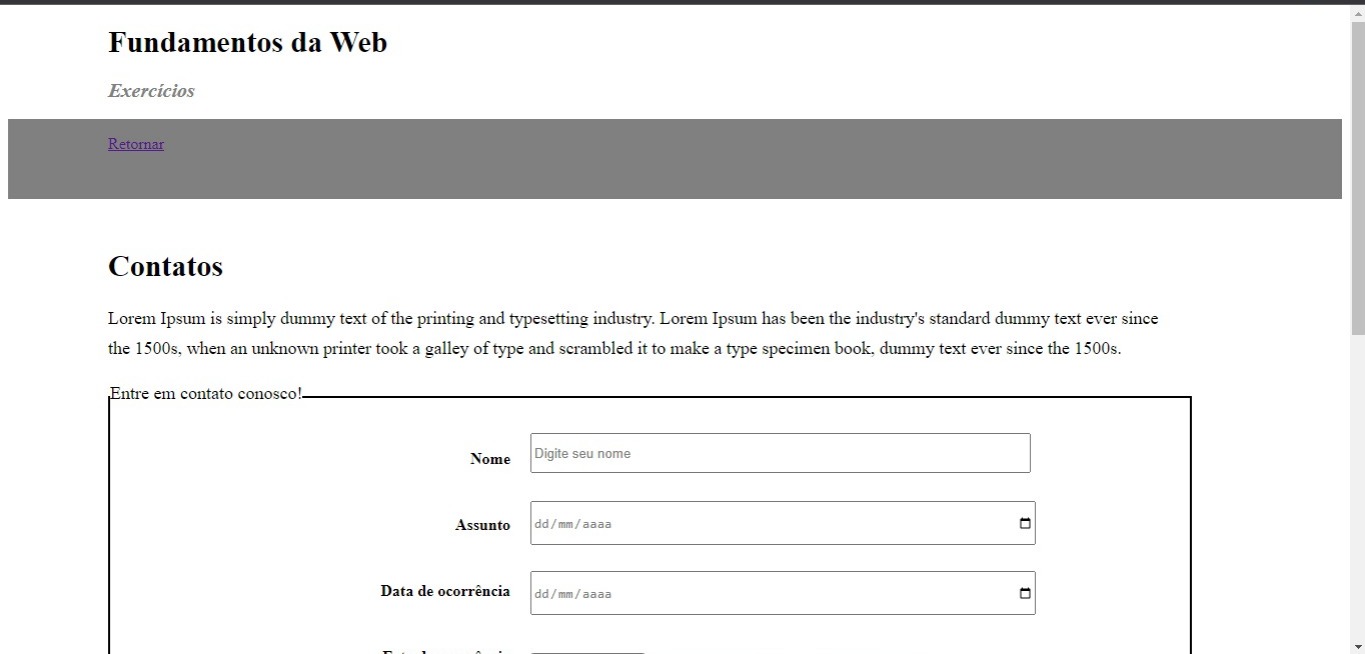 Fundamentos da Web
Exercícios
Retornar
Contatos
Lorem Ipsum is simply dummy text of the printing and typesetting industry. Lorem Ipsum has been the industry's standard dummy text ever since
the 1500s, when an unknown printer took a galley of type and scrambled it to make a type specimen book, dummy text ever since the 1500s.
Entre em contato conosco!
Nome Digite seu nome
Assunto dd/mm/aaaa
Data de ocorrência dd/mm/aaaa